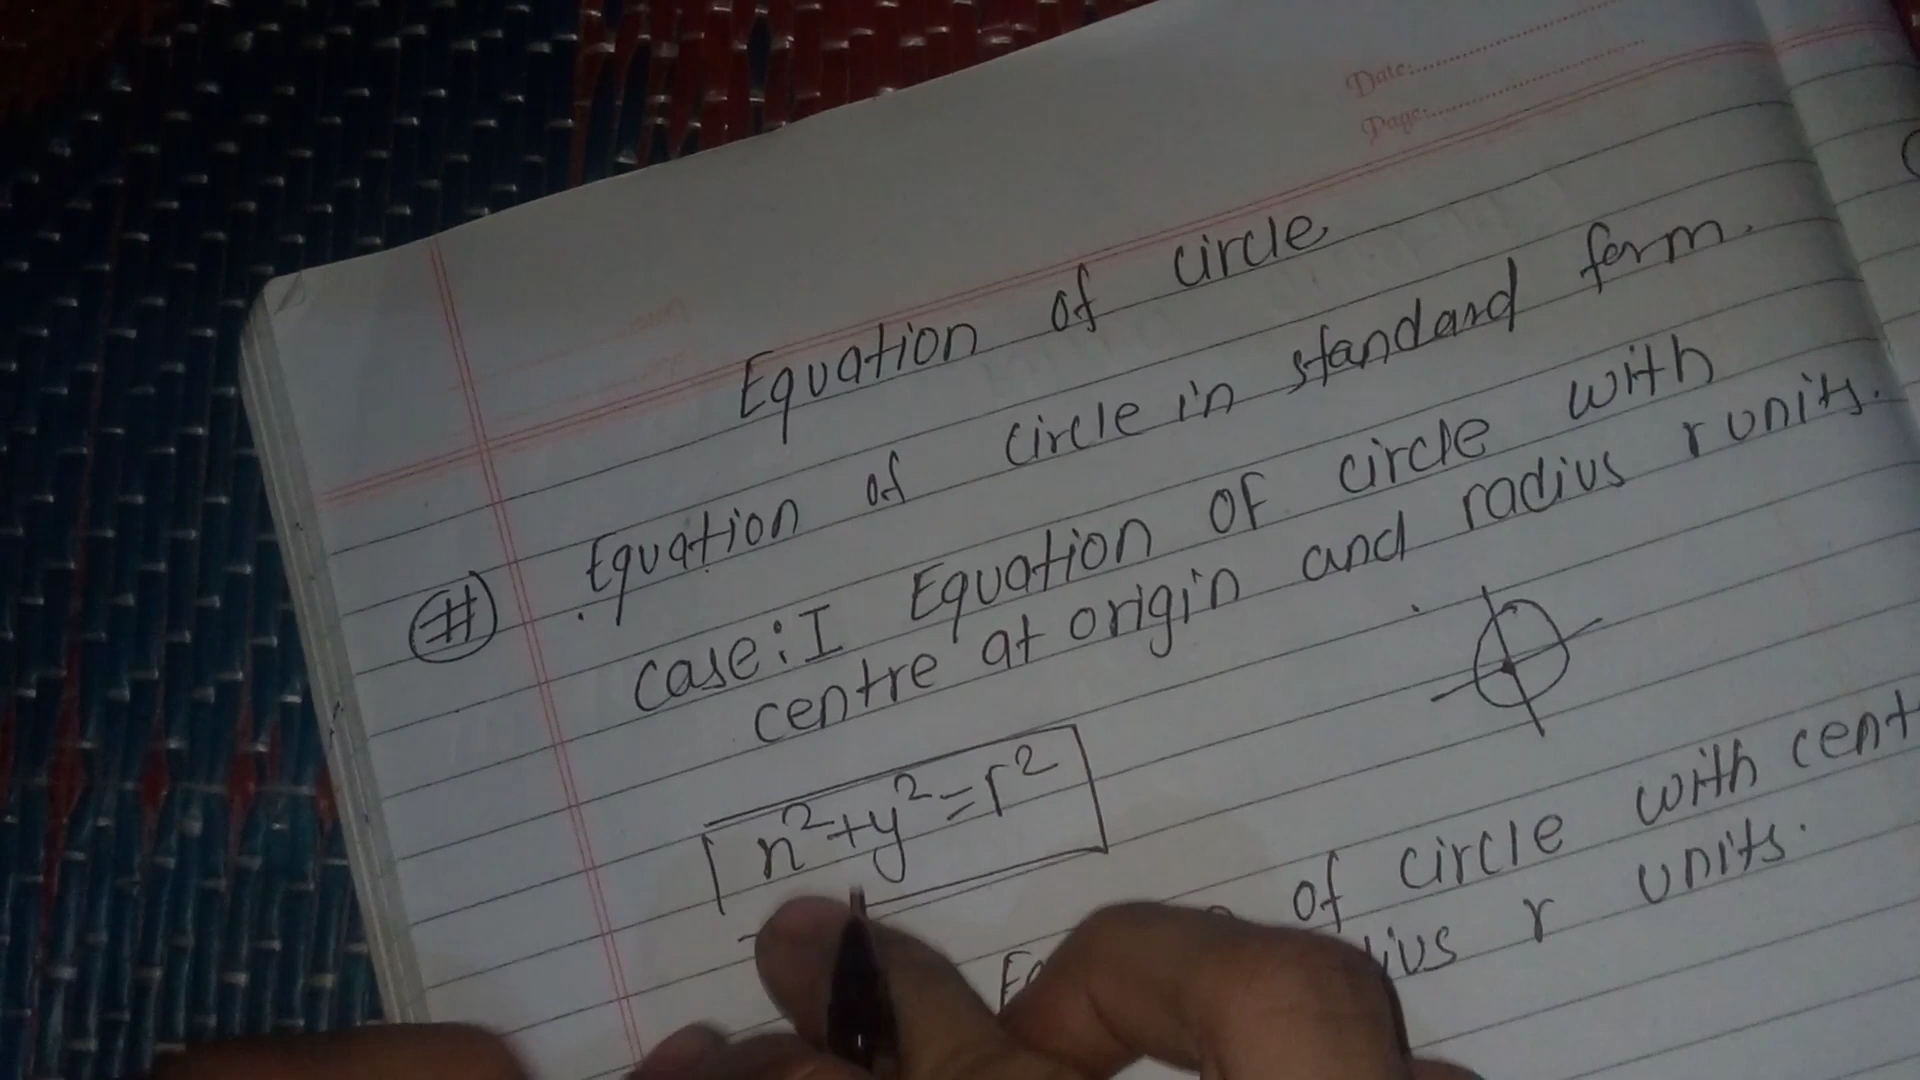 Date:
Page:
Equation of circle
# Equation of circle in standard form.
case: I Equation of circle with
centre at origin and radius r units.
x²+y²=r²
of circle with cent
r units.